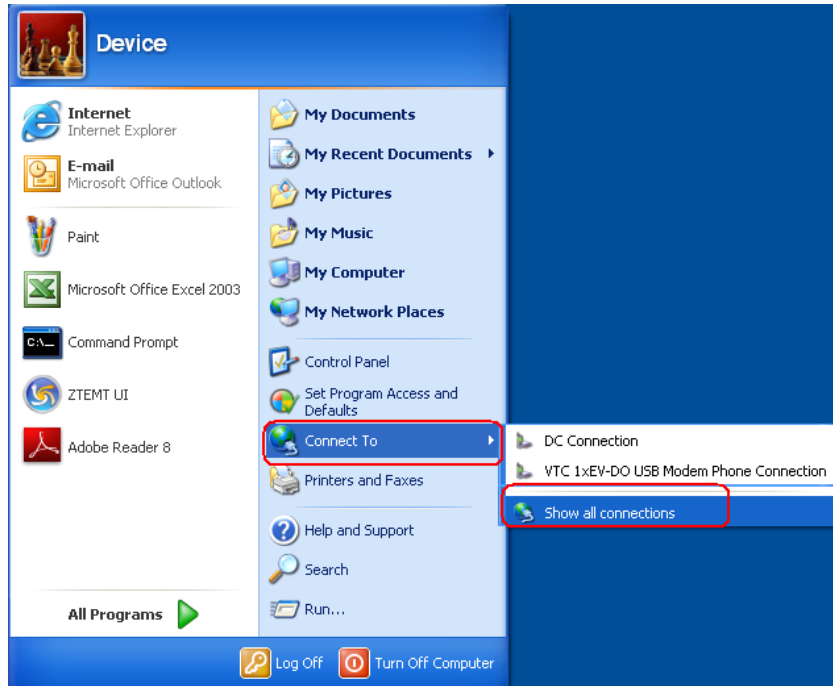 Device
Internet
Internet Explorer
E-mail
Microsoft Office Outlook
Paint
Microsoft Office Excel 2003
C:\_
Command Prompt
ZTEMT UI
Adobe Reader 8
All Programs
My Documents
My Recent Documents
My Pictures
My Music
My Computer
My Network Places
Control Panel
Set Program Access and
Defaults
Connect To
Printers and Faxes
Help and Support
Search
Run...
DC Connection
VTC 1xEV-DO USB Modem Phone Connection
Show all connections
Log Off
Turn Off Computer